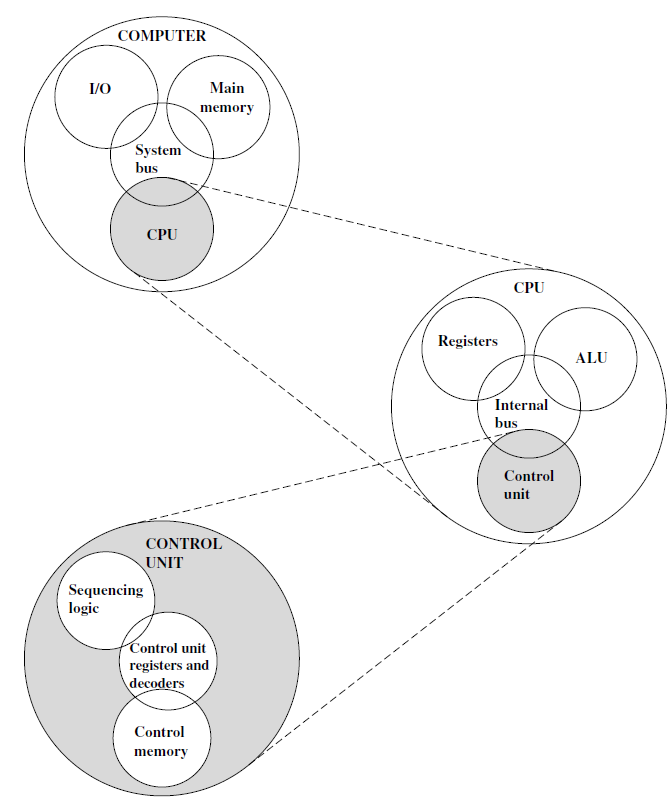 COMPUTER
I/O
Main
memory
System
bus
CPU
CPU
Registers
ALU
Internal
bus
Control
unit
CONTROL
UNIT
Sequencing
logic
Control unit
registers and
decoders
Control
memory